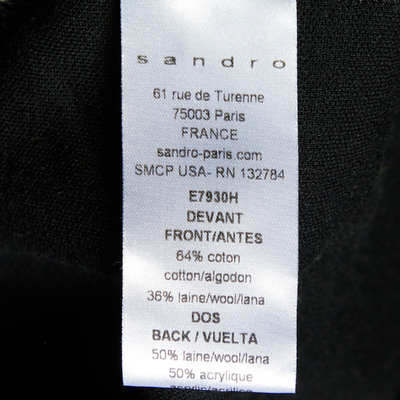 sandro
61 rue de Turenne
75003 Paris
FRANCE
sandro-paris.com
SMCP USA- RN 132784
E7930H
DEVANT
FRONT/ANTES
64% coton
cotton/algodon
36% laine/wool/lana
DOS
BACK / VUELTA
50% laine/wool/lana
50% acrylique